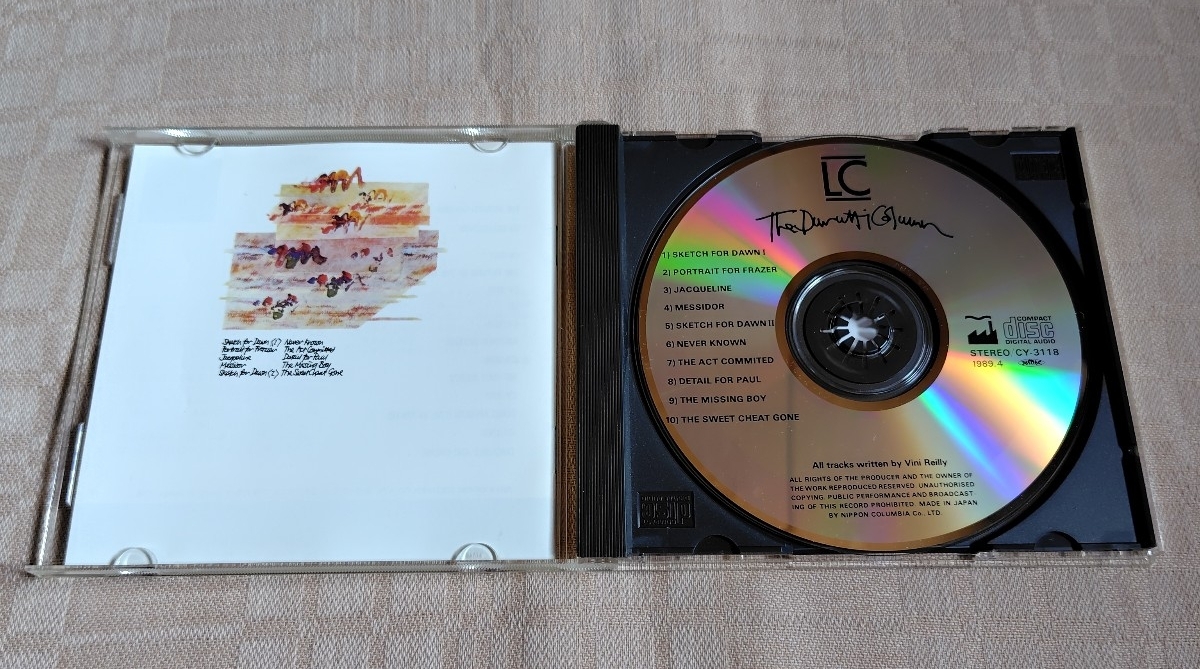 Sketch for Dawn (1) Never Known
Portrait for Frazier The Act Committed
Jacqueline Detail for Paul
Messidor The Missing Boy
Sketch for Dawn (2) The Sweet Cheat Gone
LC
The Durutti Column
1) SKETCH FOR DAWN I
2) PORTRAIT FOR FRAZER
3) JACQUELINE
4) MESSIDOR
5) SKETCH FOR DAWN II
6) NEVER KNOWN
7) THE ACT COMMITED
8) DETAIL FOR PAUL
9) THE MISSING BOY
10) THE SWEET CHEAT GONE
COMPACT
disc
DIGITAL AUDIO
STEREO CY-3118
1989.4
All tracks written by Vini Reilly
ALL RIGHTS OF THE PRODUCER AND THE OWNER OF
THE WORK REPRODUCED RESERVED. UNAUTHORISED
COPYING, PUBLIC PERFORMANCE AND BROADCAST
ING OF THIS RECORD PROHIBITED. MADE IN JAPAN
BY NIPPON COLUMBIA Co., LTD.